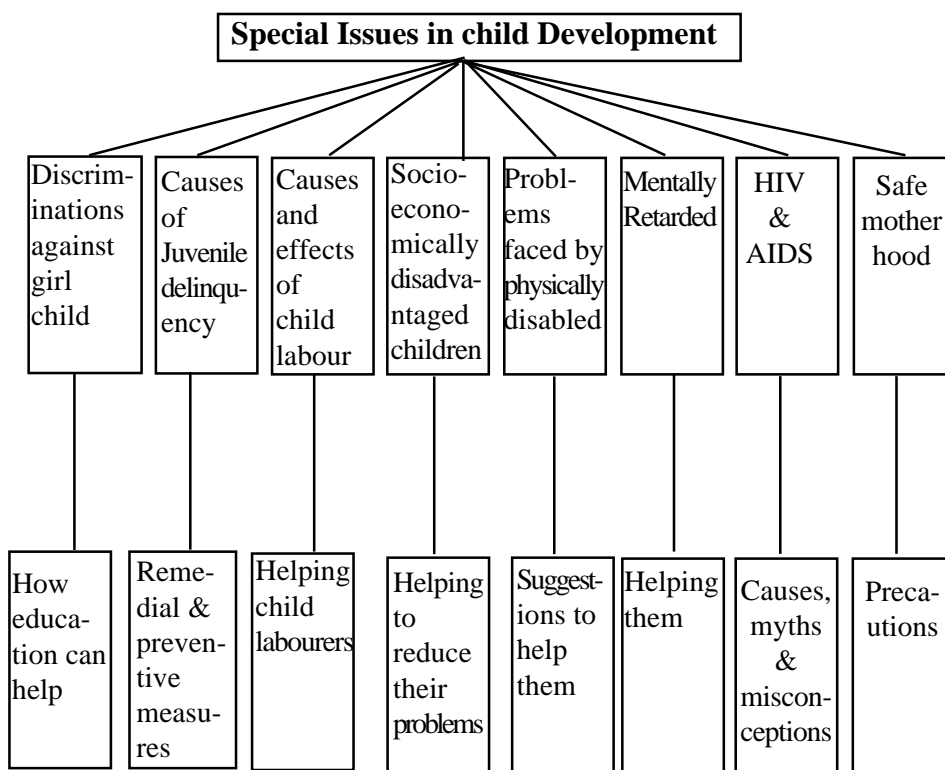 Special Issues in child Development
Discrim-
inations
against
girl
child
Causes
of
Juvenile
delinqu-
ency
Causes
and
effects
of
child
labour
Socio-
econo-
mically
disadva-
ntaged
children
Probl-
ems
faced by
physically
disabled
Mentally
Retarded
HIV
&
AIDS
Safe
mother
hood
How
educa-
tion can
help
Reme-
dial &
preven-
tive
measu-
res
Helping
child
labourers
Helping
to
reduce
their
problems
Suggest-
ions to
help
them
Helping
them
Causes,
myths
&
miscon-
ceptions
Preca-
utions